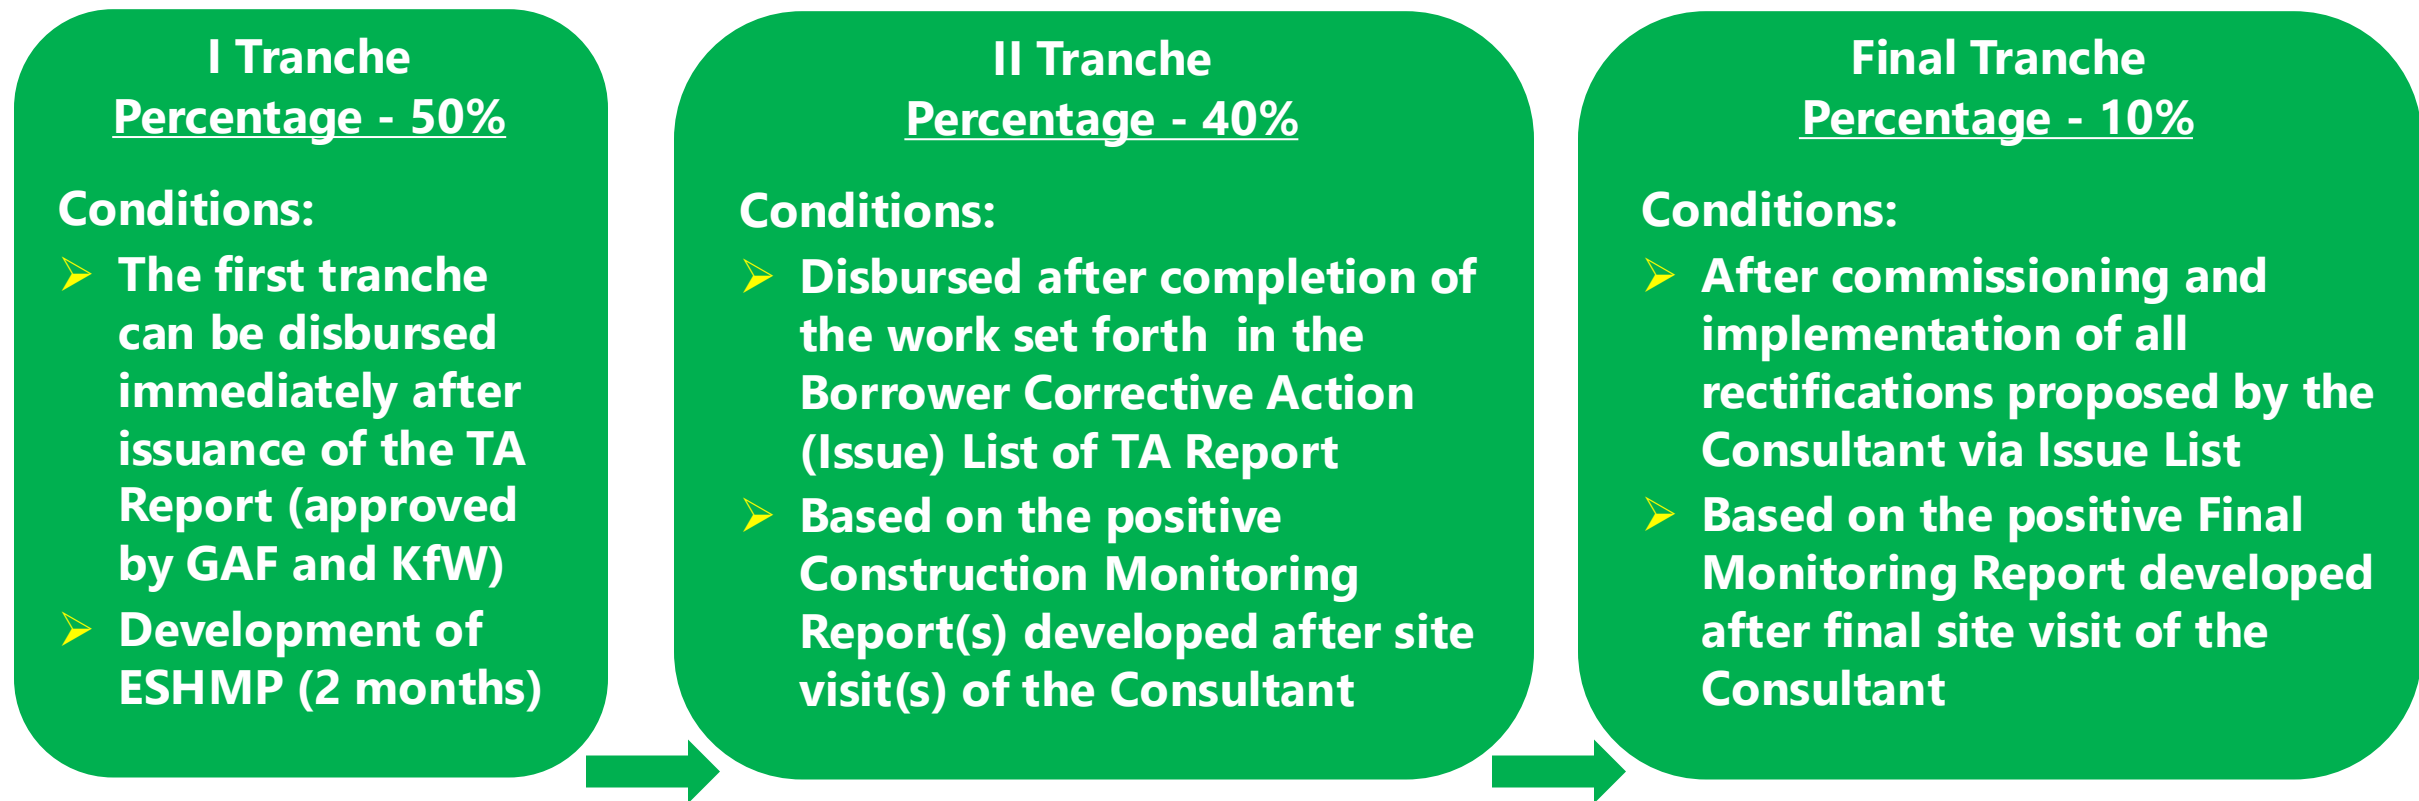 I Tranche
Percentage - 50%
Conditions:
The first tranche
can be disbursed
immediately after
issuance of the TA
Report (approved
by GAF and KfW)
Development of
ESHMP (2 months)
II Tranche
Percentage - 40%
Conditions:
Disbursed after completion of
the work set forth in the
Borrower Corrective Action
(Issue) List of TA Report
Based on the positive
Construction Monitoring
Report(s) developed after site
visit(s) of the Consultant
Final Tranche
Percentage - 10%
Conditions:
After commissioning and
implementation of all
rectifications proposed by the
Consultant via Issue List
Based on the positive Final
Monitoring Report developed
after final site visit of the
Consultant